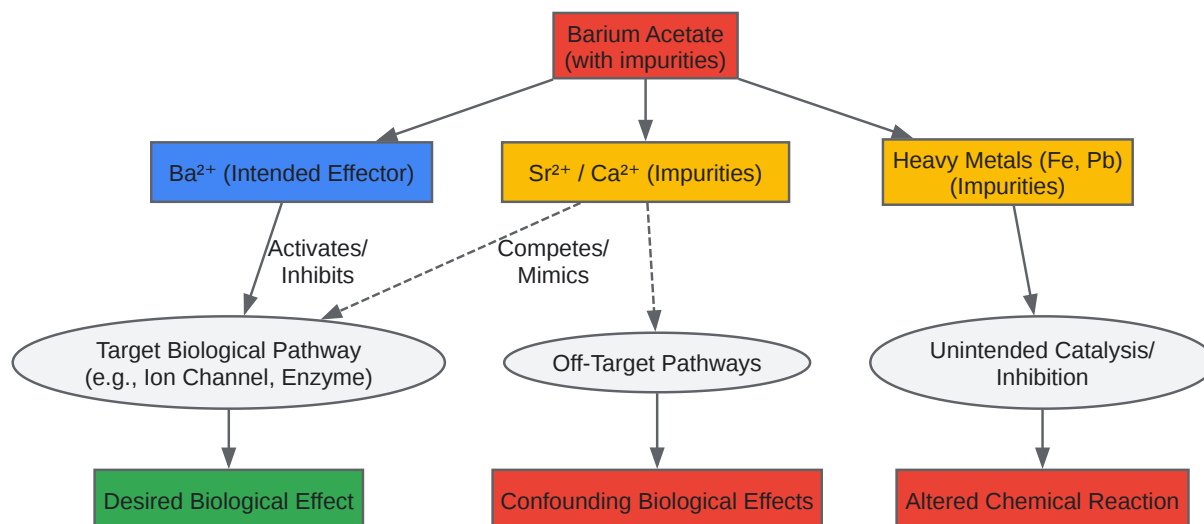 Barium Acetate
(with impurities)
Ba²⁺ (Intended Effector)
Sr²⁺ / Ca²⁺ (Impurities)
Heavy Metals (Fe, Pb)
(Impurities)
Activates/
Inhibits
Competes/
Mimics
Target Biological Pathway
(e.g., Ion Channel, Enzyme)
Off-Target Pathways
Unintended Catalysis/
Inhibition
Desired Biological Effect
Confounding Biological Effects
Altered Chemical Reaction